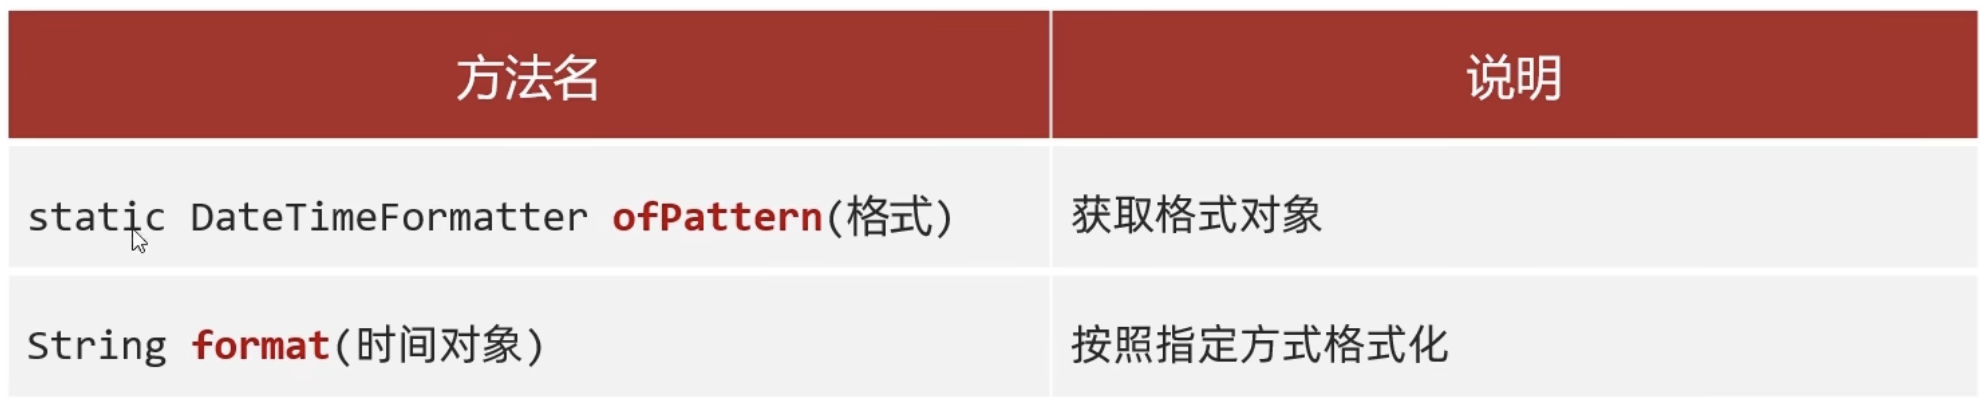 方法名 说明
static DateTimeFormatter ofPattern(格式) 获取格式对象
String format(时间对象) 按照指定方式格式化